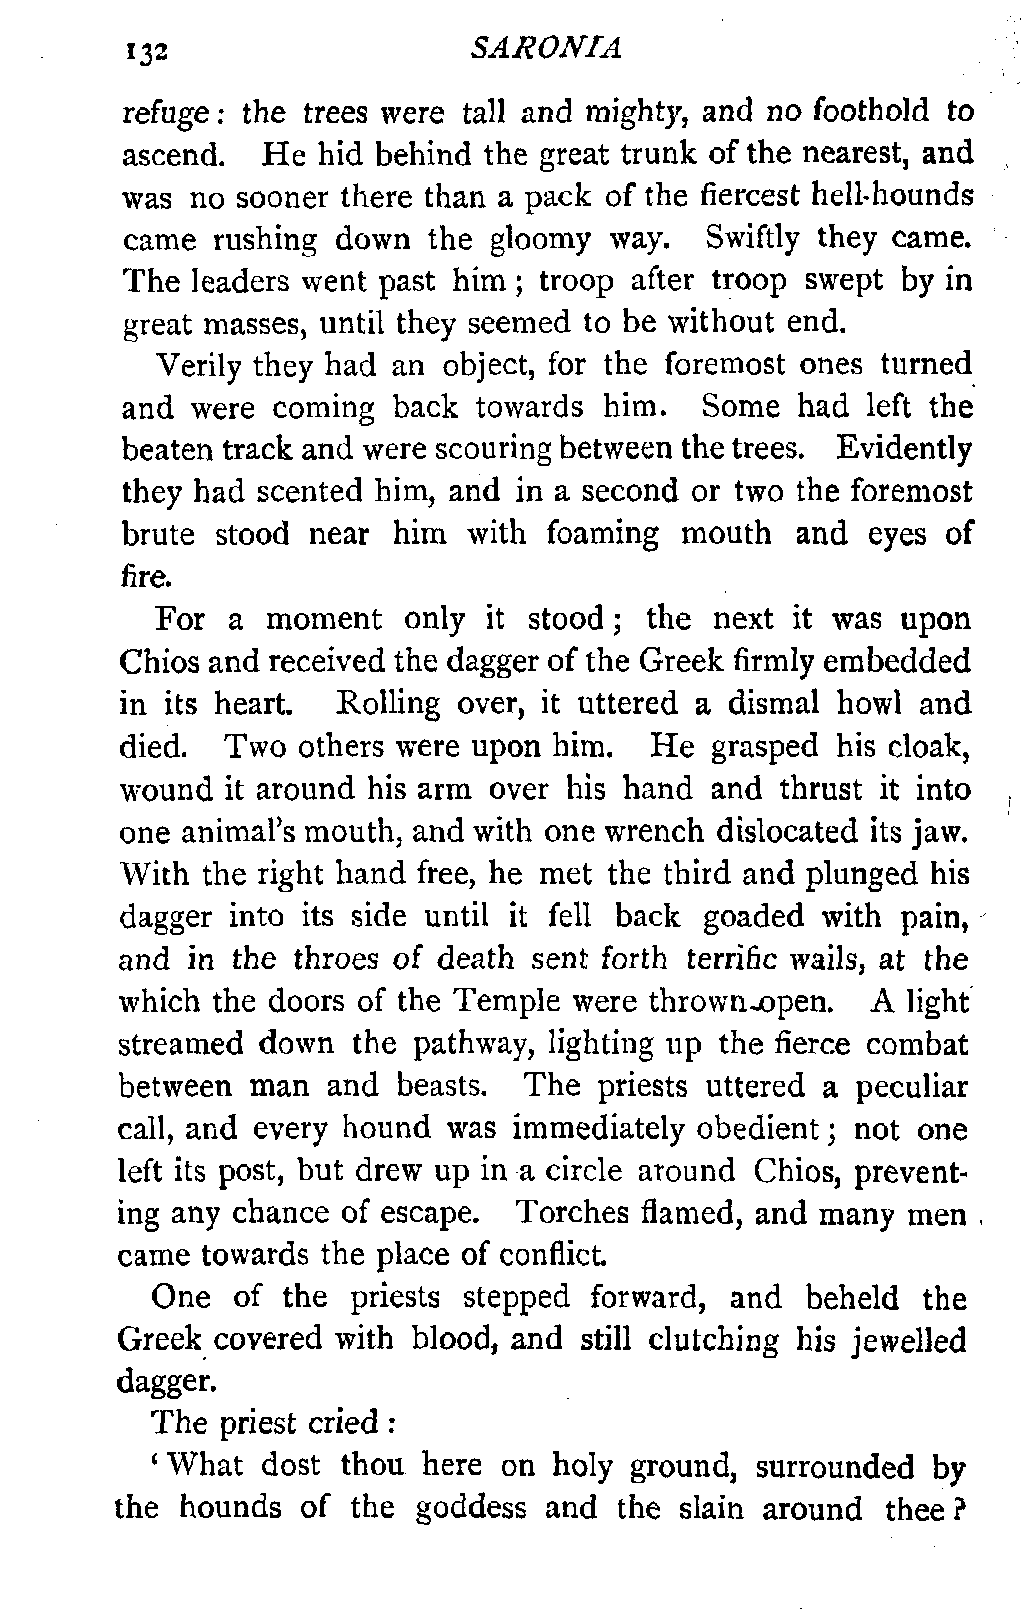 132 SARONIA
refuge: the trees were tall and mighty, and no foothold to
ascend. He hid behind the great trunk of the nearest, and
was no sooner there than a pack of the fiercest hell-hounds
came rushing down the gloomy way. Swiftly they came.
The leaders went past him; troop after troop swept by in
great masses, until they seemed to be without end.
Verily they had an object, for the foremost ones turned
and were coming back towards him. Some had left the
beaten track and were scouring between the trees. Evidently
they had scented him, and in a second or two the foremost
brute stood near him with foaming mouth and eyes of
fire.
For a moment only it stood; the next it was upon
Chios and received the dagger of the Greek firmly embedded
in its heart. Rolling over, it uttered a dismal howl and
died. Two others were upon him. He grasped his cloak,
wound it around his arm over his hand and thrust it into
one animal's mouth, and with one wrench dislocated its jaw.
With the right hand free, he met the third and plunged his
dagger into its side until it fell back goaded with pain,
and in the throes of death sent forth terrific wails, at the
which the doors of the Temple were thrown open. A light
streamed down the pathway, lighting up the fierce combat
between man and beasts. The priests uttered a peculiar
call, and every hound was immediately obedient; not one
left its post, but drew up in a circle around Chios, prevent-
ing any chance of escape. Torches flamed, and many men
came towards the place of conflict.
One of the priests stepped forward, and beheld the
Greek covered with blood, and still clutching his jewelled
dagger.
The priest cried:
'What dost thou here on holy ground, surrounded by
the hounds of the goddess and the slain around thee?